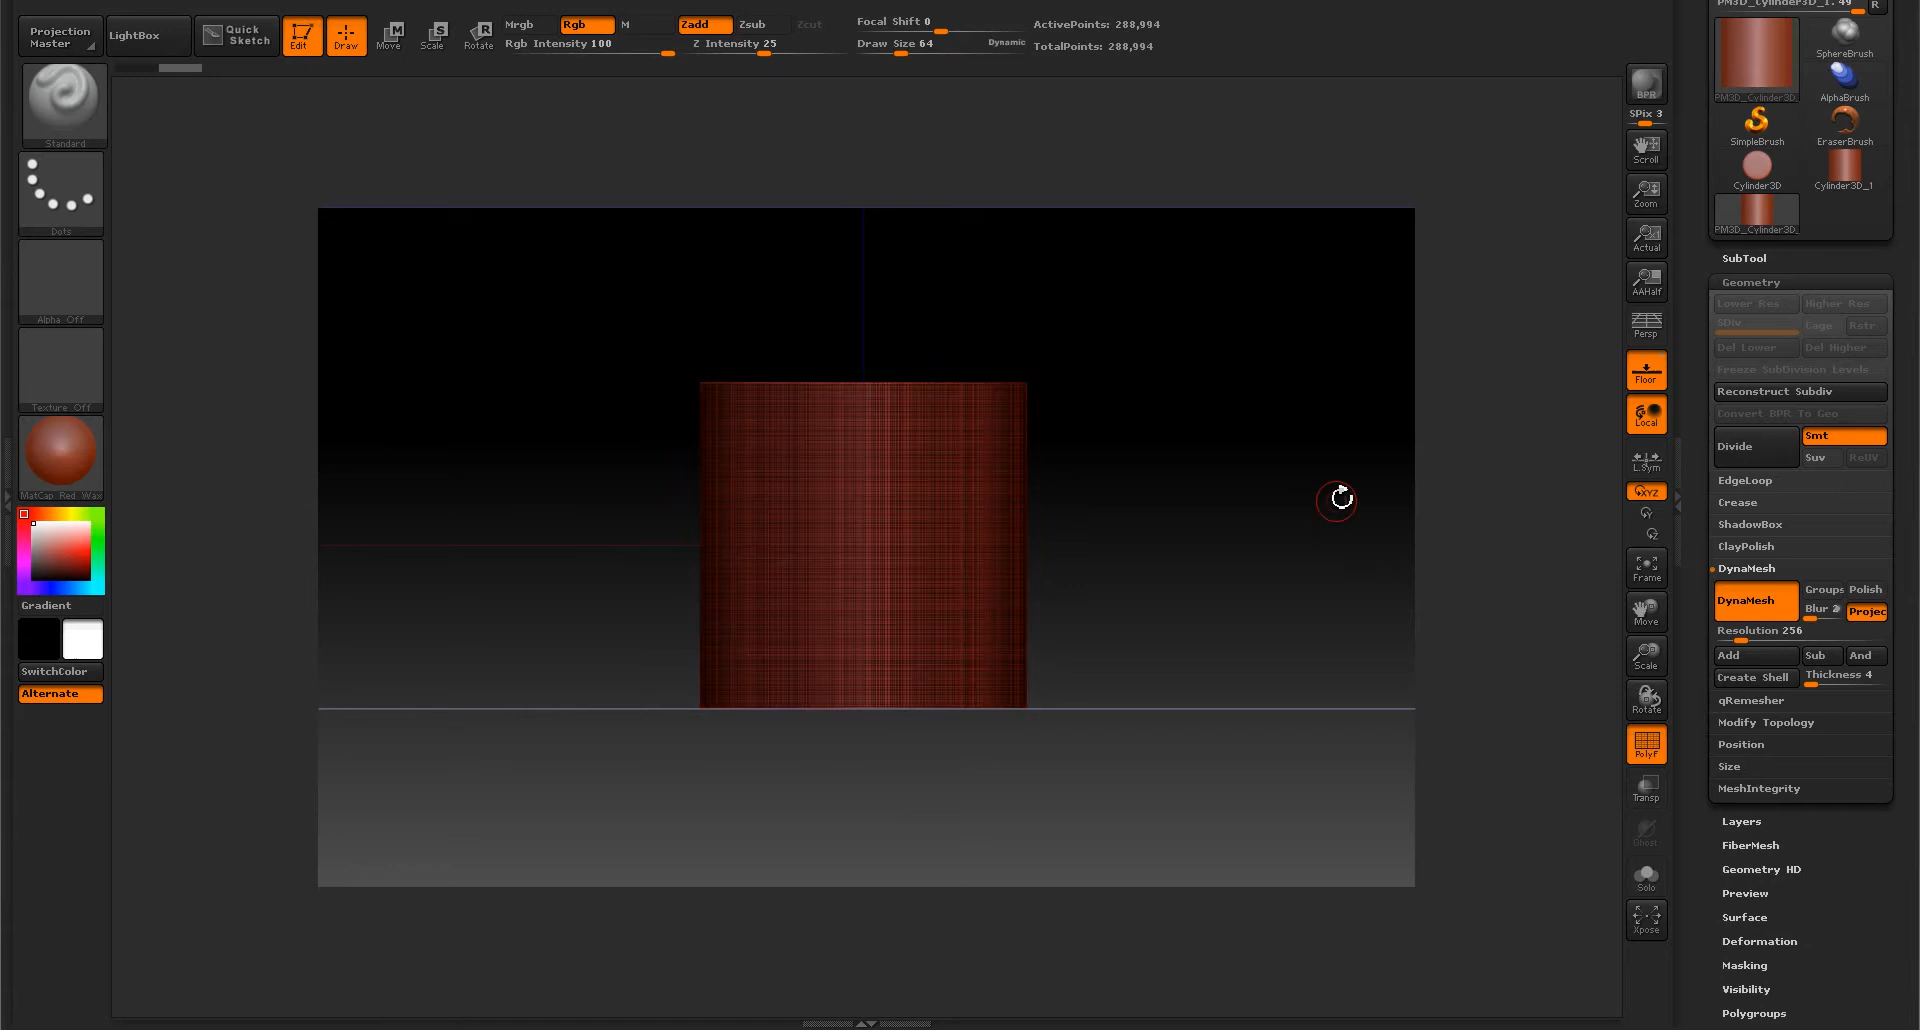 Projection Master
LightBox
Quick Sketch
Edit
Draw
Move
Scale
Rotate
Mrgb
Rgb
M
Rgb Intensity 100
Zadd
Zsub
Zcut
Z Intensity 25
Focal Shift 0
Draw Size 64
Dynamic
ActivePoints: 288,994
TotalPoints: 288,994
Standard
Dots
Alpha Off
Texture Off
MatCap Red Wax
Gradient
SwitchColor
Alternate
BPR
SPix 3
Scroll
Zoom
Actual
AAHalf
Persp
Floor
Local
L.Sym
XYZ
Y
Z
Frame
Move
Scale
Rotate
PolyF
Transp
Ghost
Solo
Xpose
PM3D_Cylinder3D_1. 49
R
PM3D_Cylinder3D_
SphereBrush
AlphaBrush
SimpleBrush
EraserBrush
Cylinder3D
Cylinder3D_1
PM3D_Cylinder3D_
SubTool
Geometry
Lower Res
Higher Res
SDiv
Cage
Rstr
Del Lower
Del Higher
Freeze SubDivision Levels
Reconstruct Subdiv
Convert BPR To Geo
Divide
Smt
Suv
ReUV
EdgeLoop
Crease
ShadowBox
ClayPolish
DynaMesh
DynaMesh
Groups
Polish
Blur 2
Projec
Resolution 256
Add
Sub
And
Create Shell
Thickness 4
qRemesher
Modify Topology
Position
Size
MeshIntegrity
Layers
FiberMesh
Geometry HD
Preview
Surface
Deformation
Masking
Visibility
Polygroups